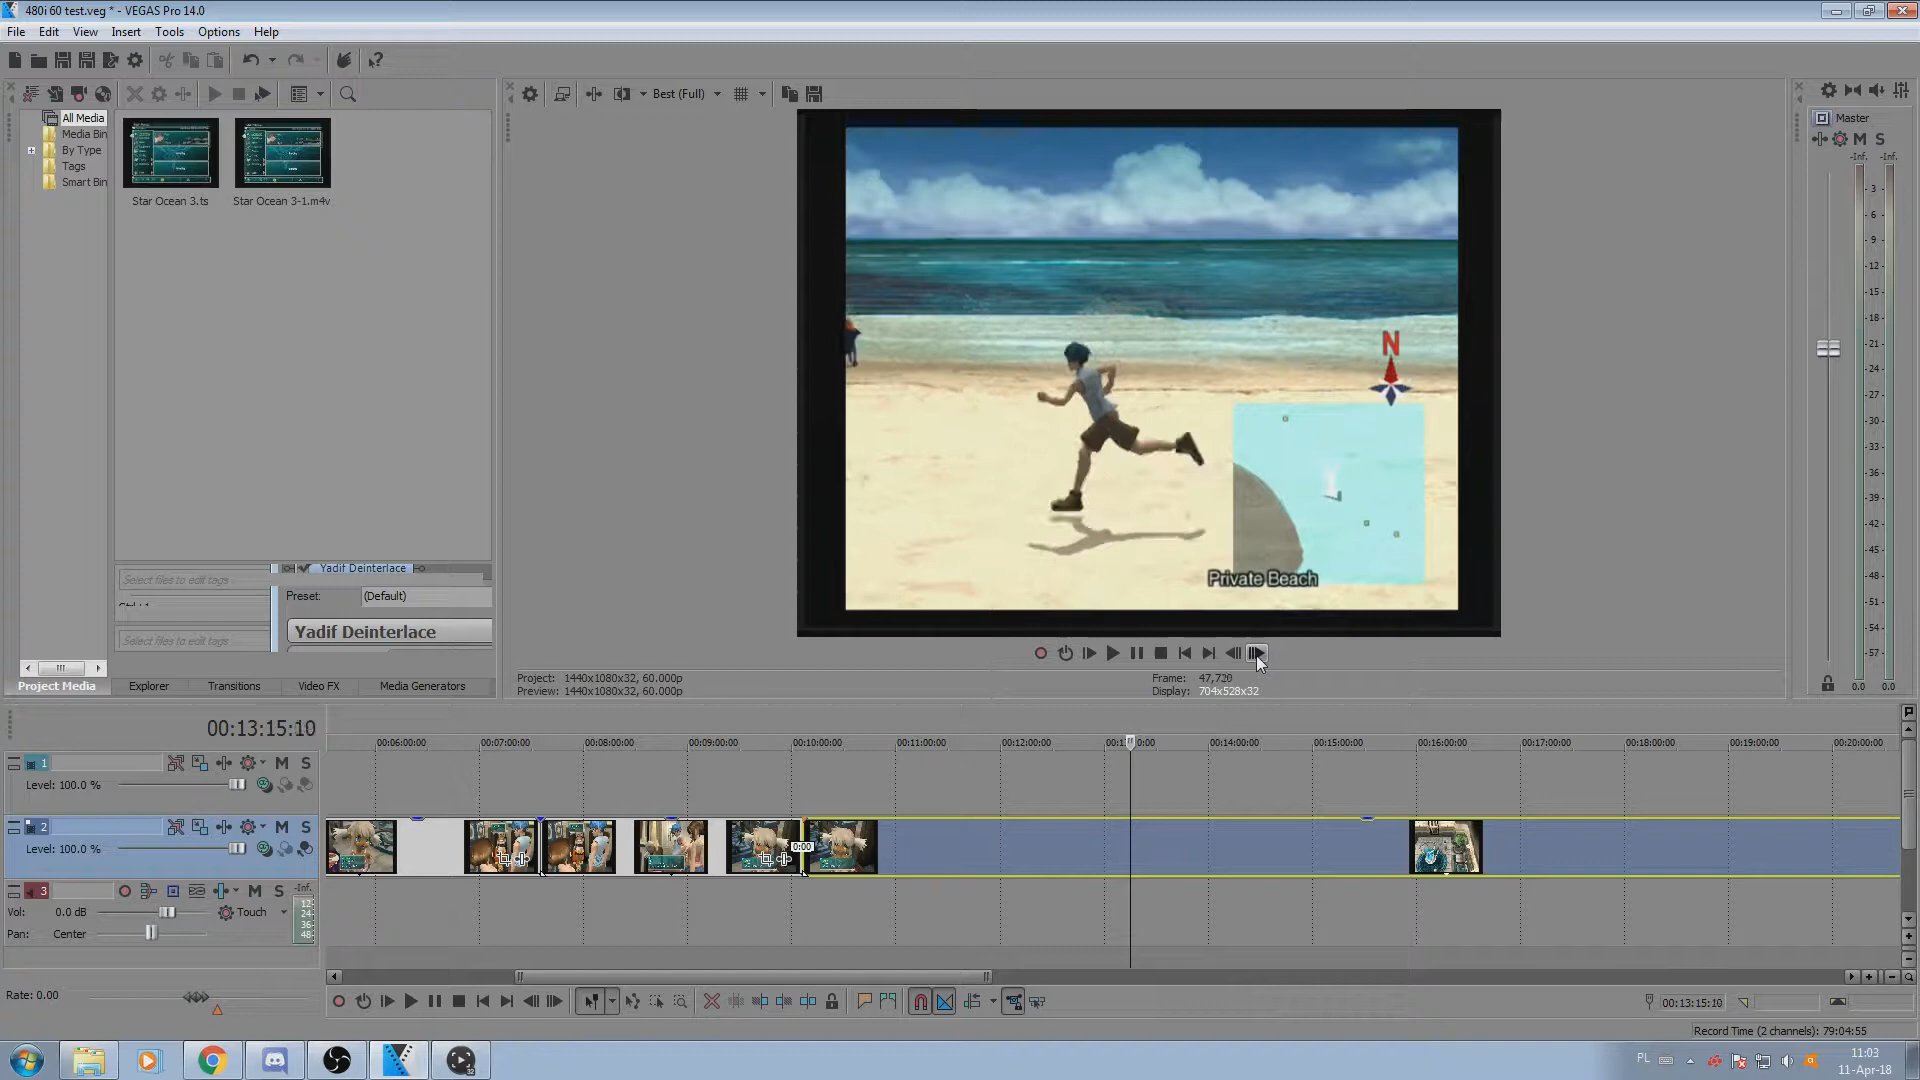 480i 60 test.veg * - VEGAS Pro 14.0
File Edit View Insert Tools Options Help
Best (Full)
All Media
Media Bin
By Type
Tags
Smart Bin
Star Ocean 3.ts
Star Ocean 3-1.m4v
Master
-Inf. -Inf.
- 3 -
- 6 -
- 9 -
- 12 -
- 15 -
- 18 -
- 21 -
- 24 -
- 27 -
- 30 -
- 33 -
- 36 -
- 39 -
- 42 -
- 45 -
- 48 -
- 51 -
- 54 -
- 57 -
0.0 0.0
N
Private Beach
Select files to edit tags
Yadif Deinterlace
Preset: (Default)
Ctrl+1
Yadif Deinterlace
Select files to edit tags
Project Media Explorer Transitions Video FX Media Generators
Project: 1440x1080x32, 60.000p
Preview: 1440x1080x32, 60.000p
Frame: 47,720
Display: 704x528x32
00:13:15:10
00:06:00:00 00:07:00:00 00:08:00:00 00:09:00:00 00:10:00:00 00:11:00:00 00:12:00:00 00:1 0:00 00:14:00:00 00:15:00:00 00:16:00:00 00:17:00:00 00:18:00:00 00:19:00:00 00:20:00:00
1 M S
Level: 100.0 %
2 M S
Level: 100.0 %
0:00
3 M S -Inf.
Vol: 0.0 dB Touch
Pan: Center
12
24
36
48
Rate: 0.00
00:13:15:10
Record Time (2 channels): 79:04:55
32
PL
11:03
11-Apr-18